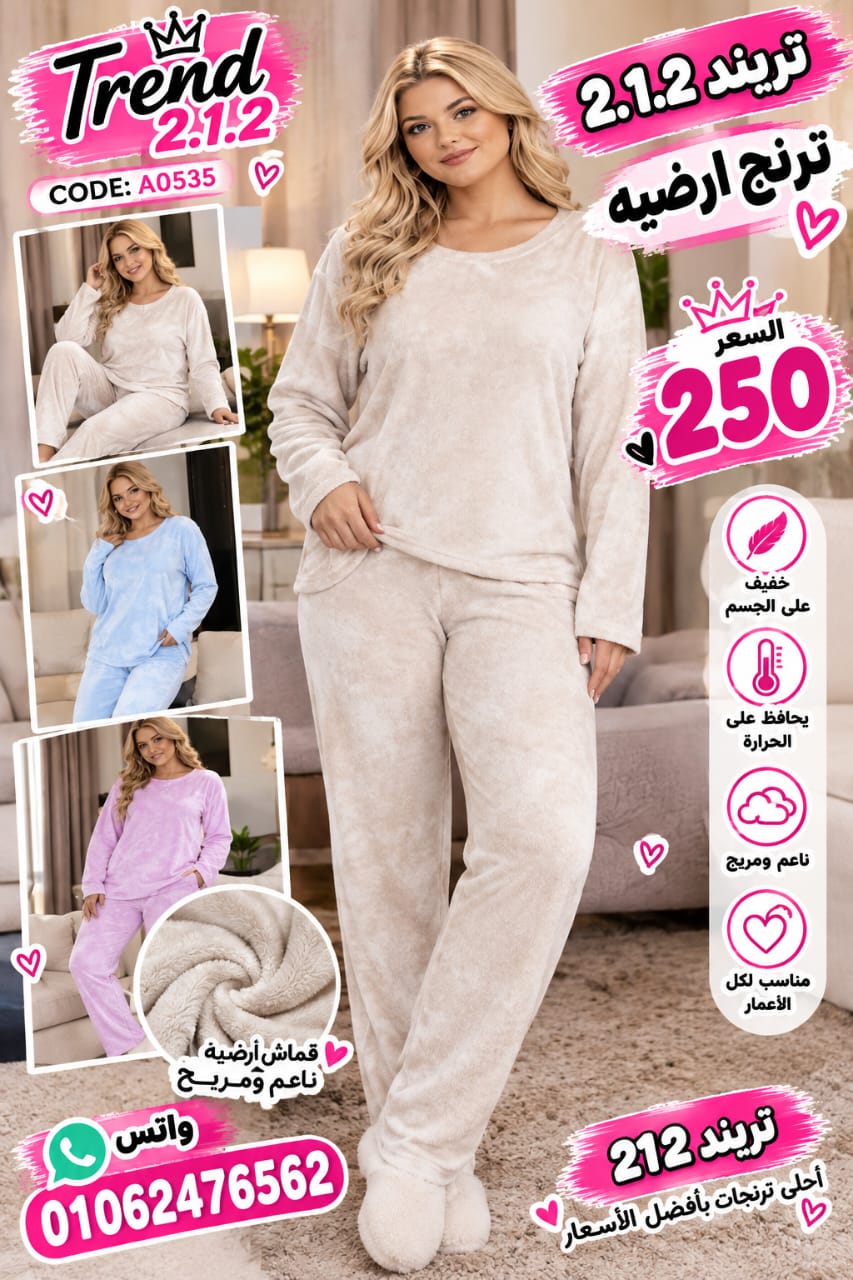 Trend
2.1.2
CODE: A0535
تريند 2.1.2
ترنج ارضيه
السعر
250
خفيف
على الجسم
يحافظ على
الحرارة
ناعم ومريج
مناسب لكل
الأعمار
قماش أرضية
ناعم ومريح
واتس
01062476562
تريند 212
أحلى ترنجات بأفضل الأسعار